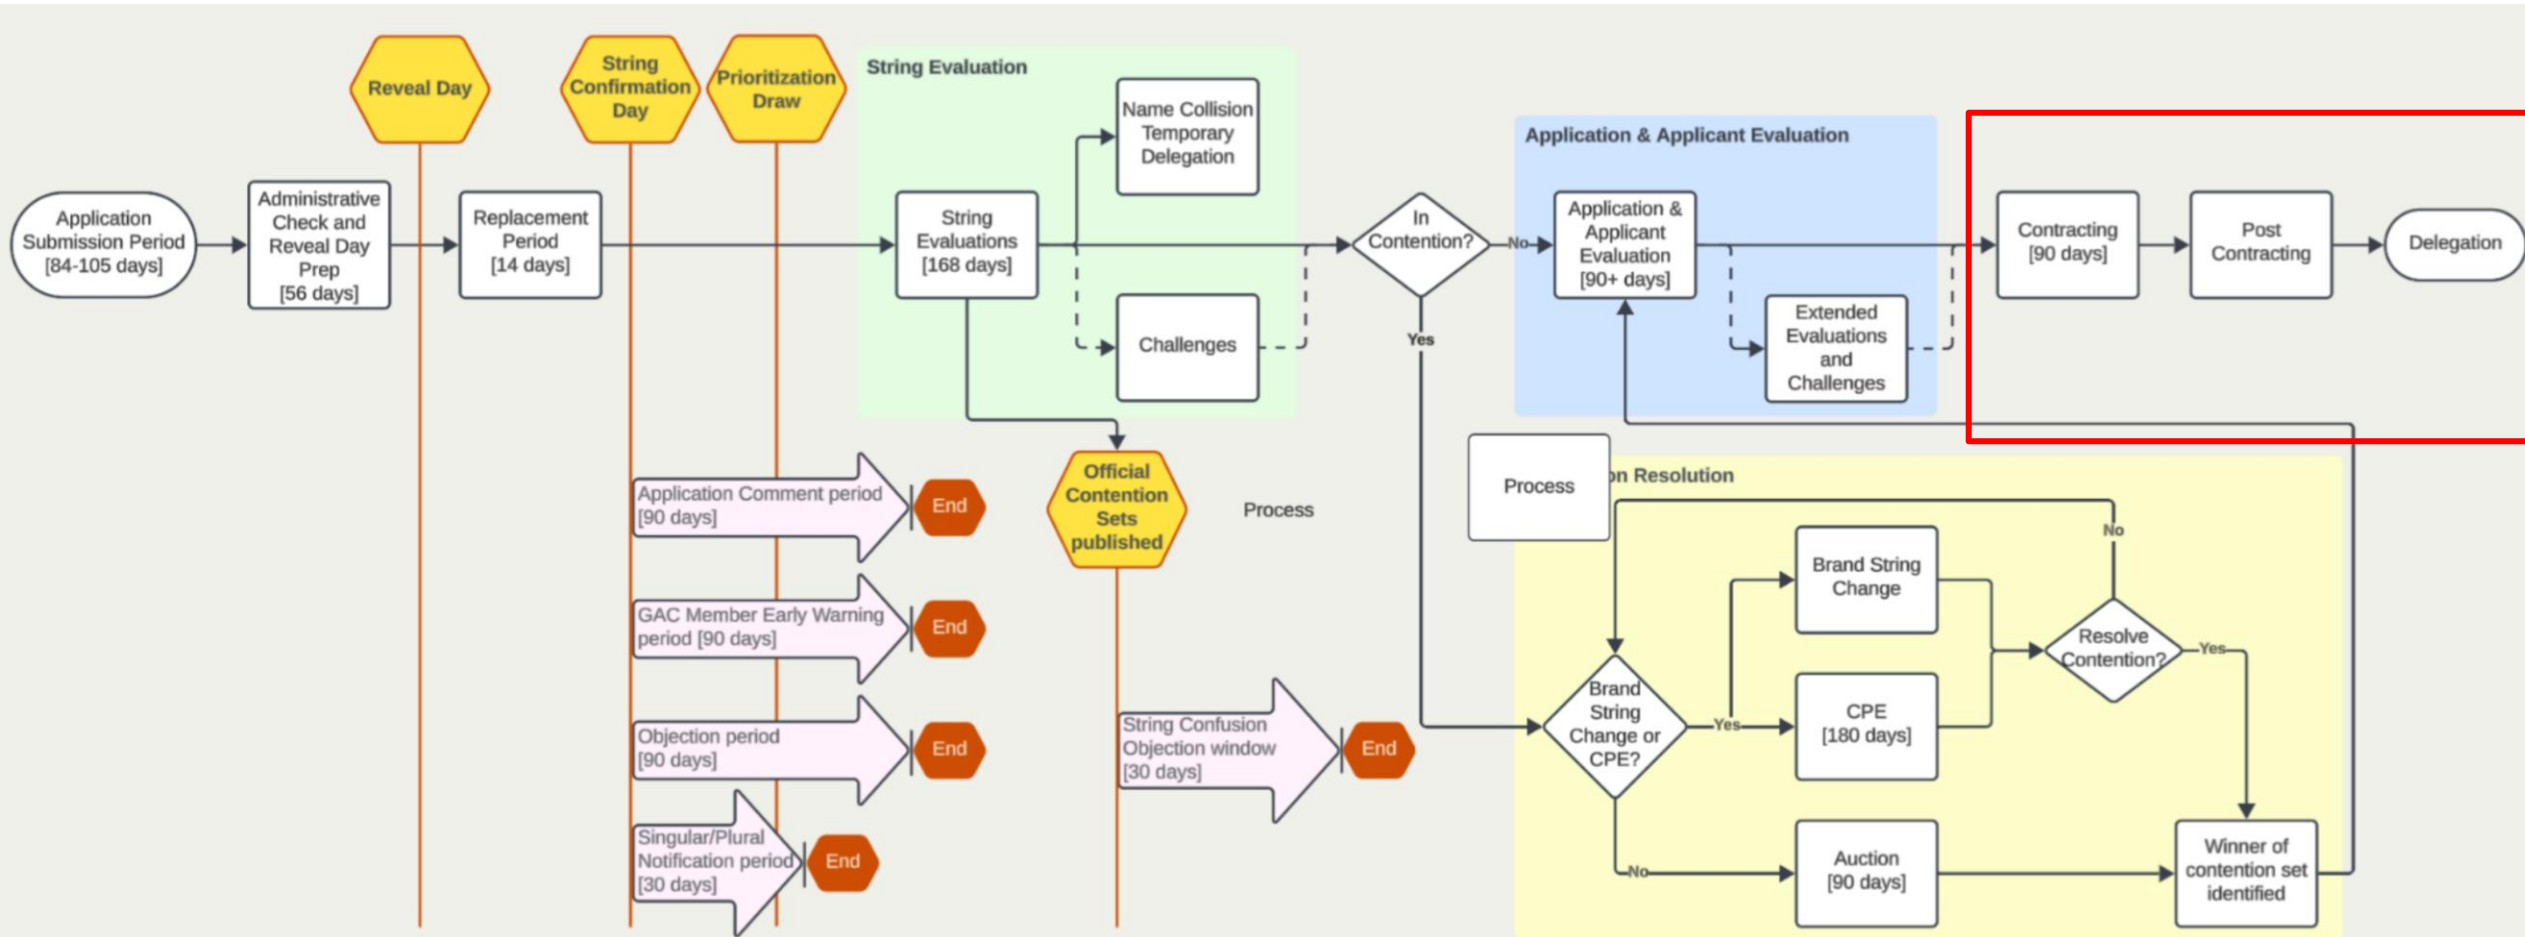 Reveal Day
String
Confirmation
Day
Prioritization
Draw
String Evaluation
Name Collision
Temporary
Delegation
Application & Applicant Evaluation
Application
Submission Period
[84-105 days]
Administrative
Check and
Reveal Day
Prep
[56 days]
Replacement
Period
[14 days]
String
Evaluations
[168 days]
In
Contention?
No
Yes
Application &
Applicant
Evaluation
[90+ days]
Contracting
[90 days]
Post
Contracting
Delegation
Challenges
Extended
Evaluations
and
Challenges
Application Comment period
[90 days]
End
GAC Member Early Warning
period [90 days]
End
Objection period
[90 days]
End
Singular/Plural
Notification period
[30 days]
End
Official
Contention
Sets
published
Process
String Confusion
Objection window
[30 days]
End
Process
on Resolution
Brand String
Change
No
Resolve
Contention?
Yes
Brand
String
Change or
CPE?
Yes
CPE
[180 days]
No
Auction
[90 days]
Winner of
contention set
identified